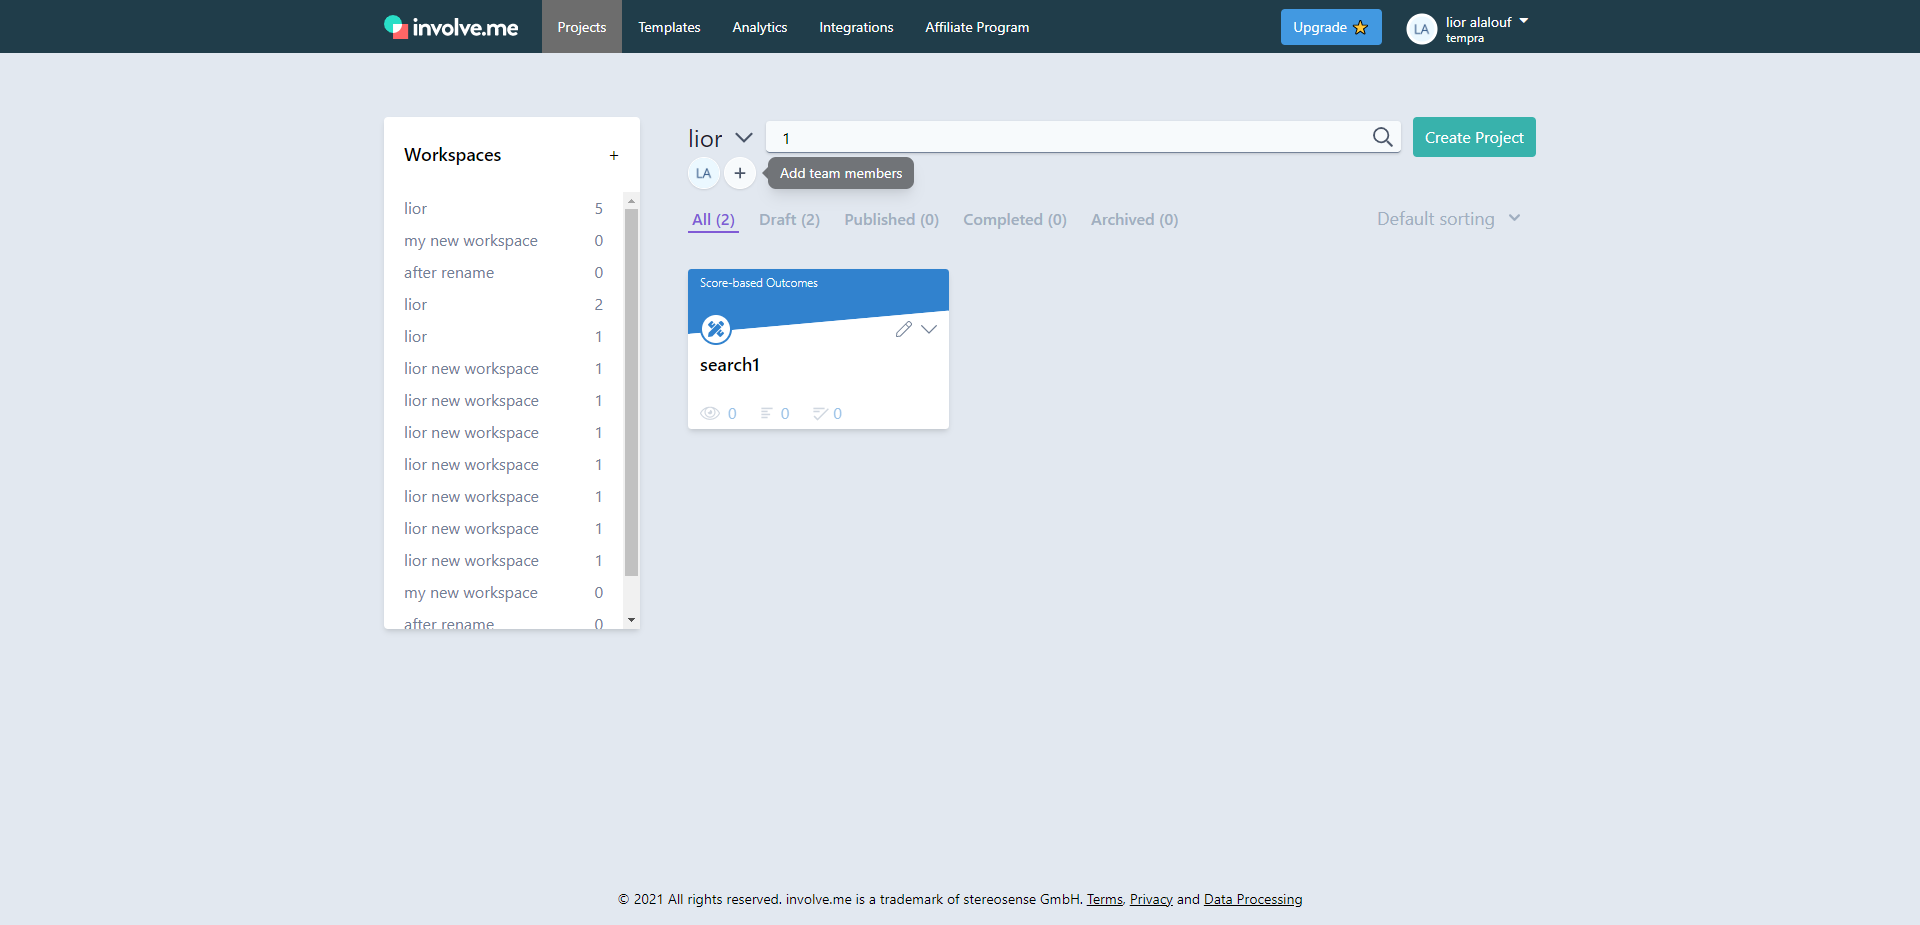 involve.me
Projects
Templates
Analytics
Integrations
Affiliate Program
Upgrade
LA
lior alalouf
tempra
Workspaces
+
lior 5
my new workspace 0
after rename 0
lior 2
lior 1
lior new workspace 1
lior new workspace 1
lior new workspace 1
lior new workspace 1
lior new workspace 1
lior new workspace 1
lior new workspace 1
my new workspace 0
after rename 0
lior
1
Create Project
LA
+
Add team members
All (2)
Draft (2)
Published (0)
Completed (0)
Archived (0)
Default sorting
Score-based Outcomes
search1
0 0 0
© 2021 All rights reserved. involve.me is a trademark of stereosense GmbH. Terms, Privacy and Data Processing